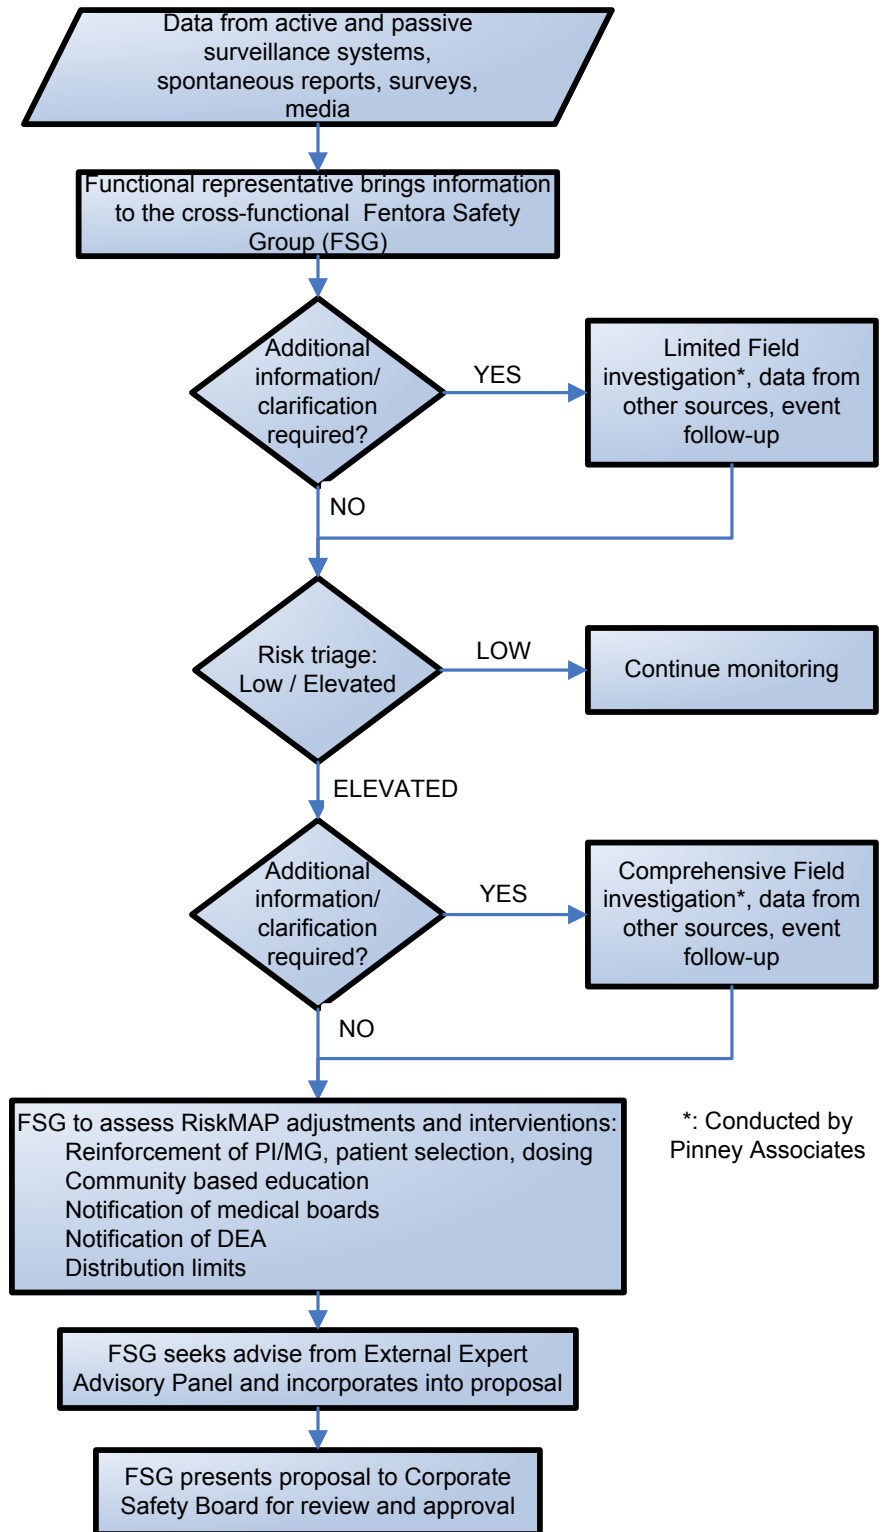 Data from active and passive
surveillance systems,
spontaneous reports, surveys,
media
Functional representative brings information
to the cross-functional Fentora Safety
Group (FSG)
Additional
information/
clarification
required?
YES
Limited Field
investigation*, data from
other sources, event
follow-up
NO
Risk triage:
Low / Elevated
LOW
Continue monitoring
ELEVATED
Additional
information/
clarification
required?
YES
Comprehensive Field
investigation*, data from
other sources, event
follow-up
NO
FSG to assess RiskMAP adjustments and interventions:
Reinforcement of PI/MG, patient selection, dosing
Community based education
Notification of medical boards
Notification of DEA
Distribution limits
*: Conducted by
Pinney Associates
FSG seeks advise from External Expert
Advisory Panel and incorporates into proposal
FSG presents proposal to Corporate
Safety Board for review and approval